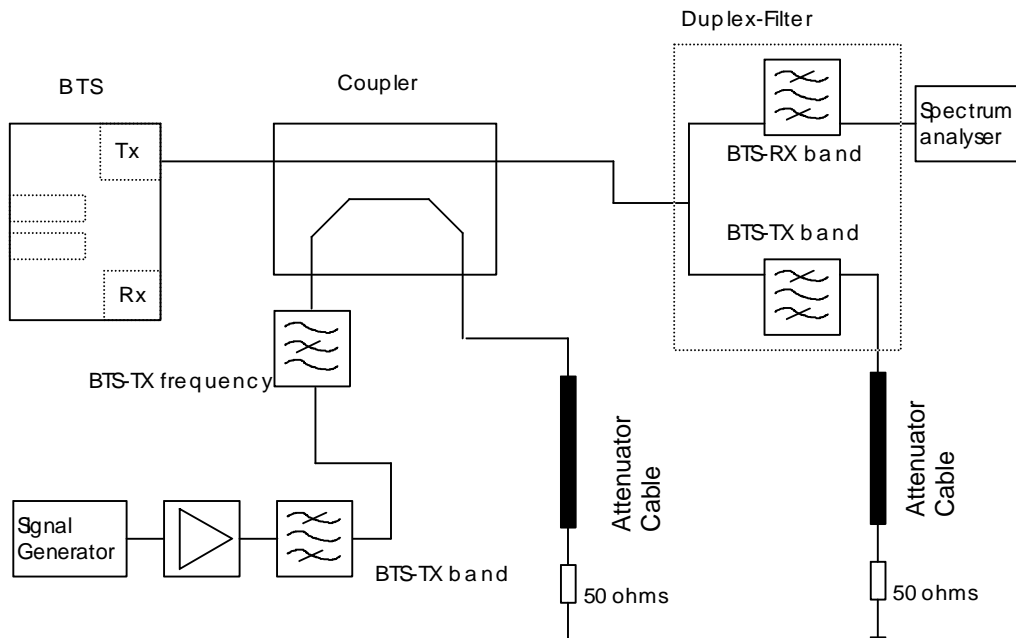 Duplex-Filter
BTS
Coupler
Tx
Spectrum
analyser
BTS-RX band
BTS-TX band
Rx
BTS-TX frequency
Attenuator
Cable
Attenuator
Cable
Signal
Generator
BTS-TX band
50 ohms
50 ohms